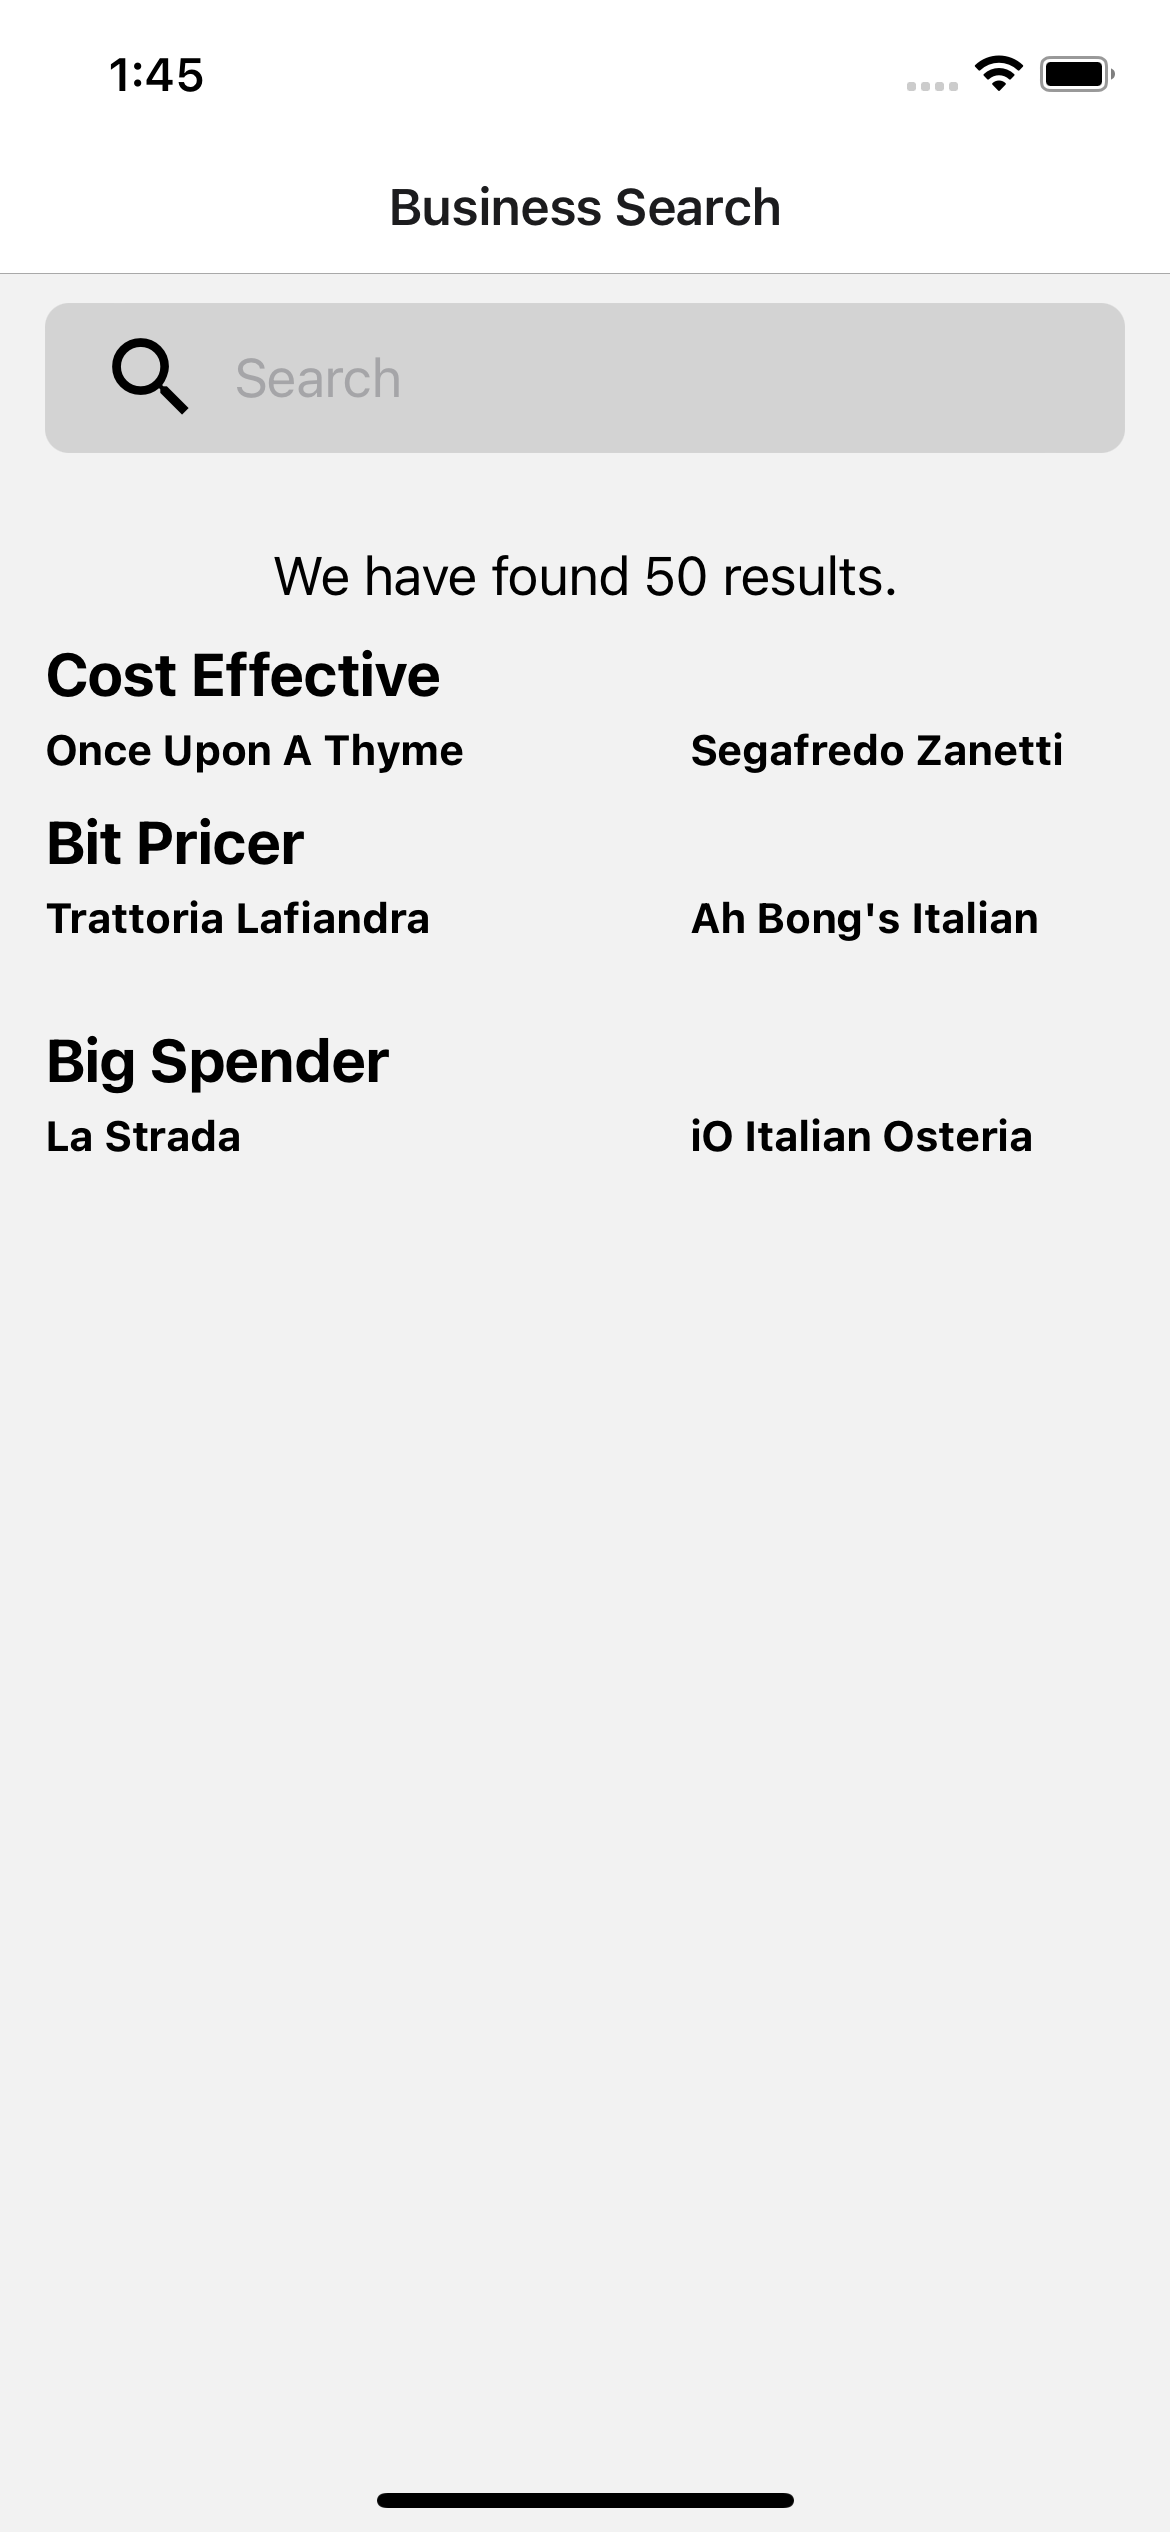 1:45
Business Search
Search
We have found 50 results.
Cost Effective
Once Upon A Thyme Segafredo Zanetti
Bit Pricer
Trattoria Lafiandra Ah Bong's Italian
Big Spender
La Strada iO Italian Osteria